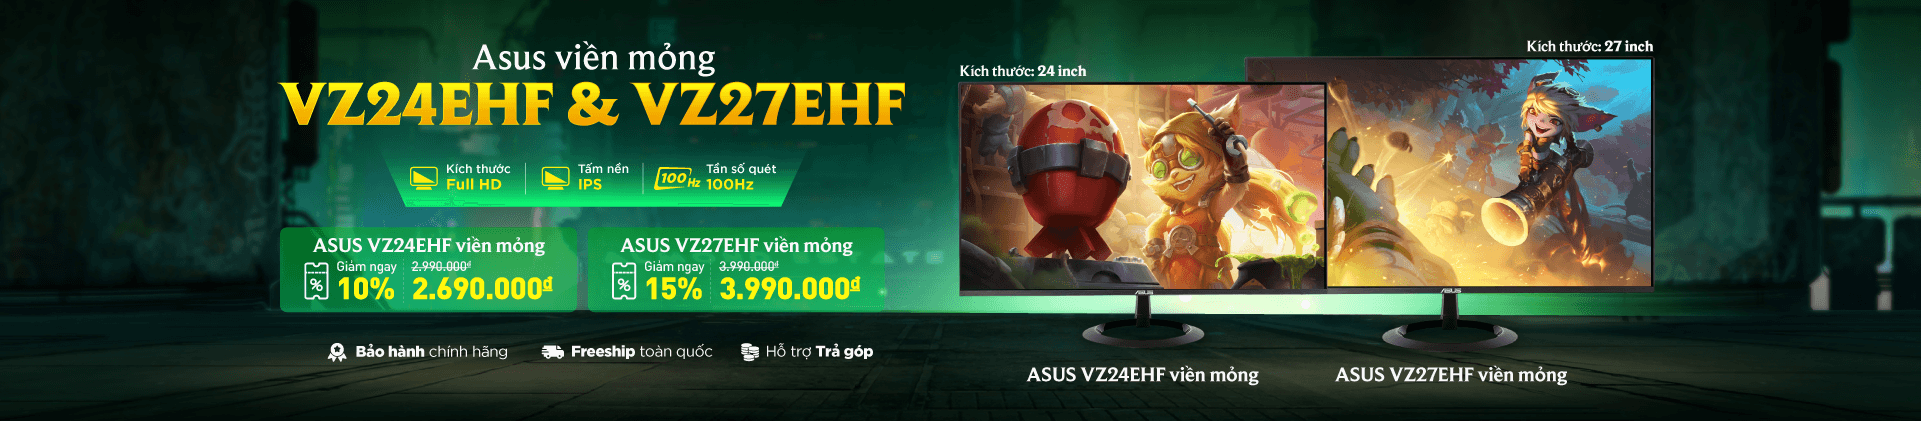 Asus viền mỏng
VZ24EHF & VZ27EHF
Kích thước
Full HD
Tấm nền
IPS
100Hz
Tần số quét
100Hz
ASUS VZ24EHF viền mỏng
%
Giảm ngay
10%
2.990.000đ
2.690.000đ
ASUS VZ27EHF viền mỏng
%
Giảm ngay
15%
3.990.000đ
3.990.000đ
Bảo hành chính hãng
Freeship toàn quốc
Hỗ trợ Trả góp
Kích thước: 24 inch
Kích thước: 27 inch
ASUS
ASUS
ASUS VZ24EHF viền mỏng
ASUS VZ27EHF viền mỏng